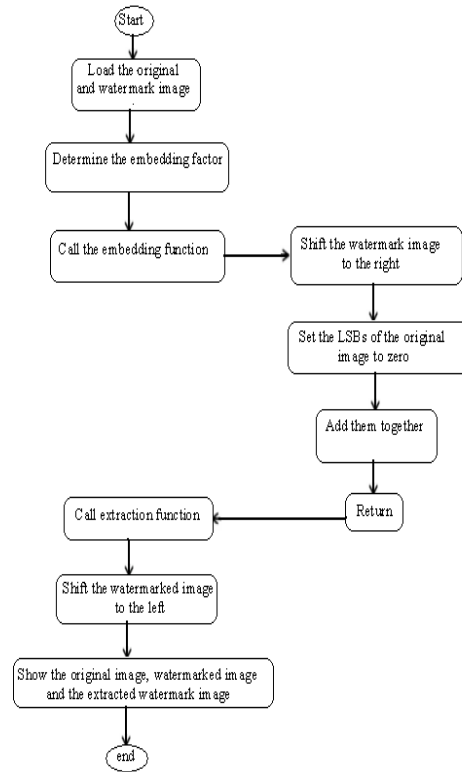 Start
Load the original
and watermark image
.
Determine the embedding factor
Call the embedding function
Shift the watermark image
to the right
Set the LSBs of the original
image to zero
Add them together
Return
Call extraction function
Shift the watermarked image
to the left
Show the original image, watermarked image
and the extracted watermark image
end